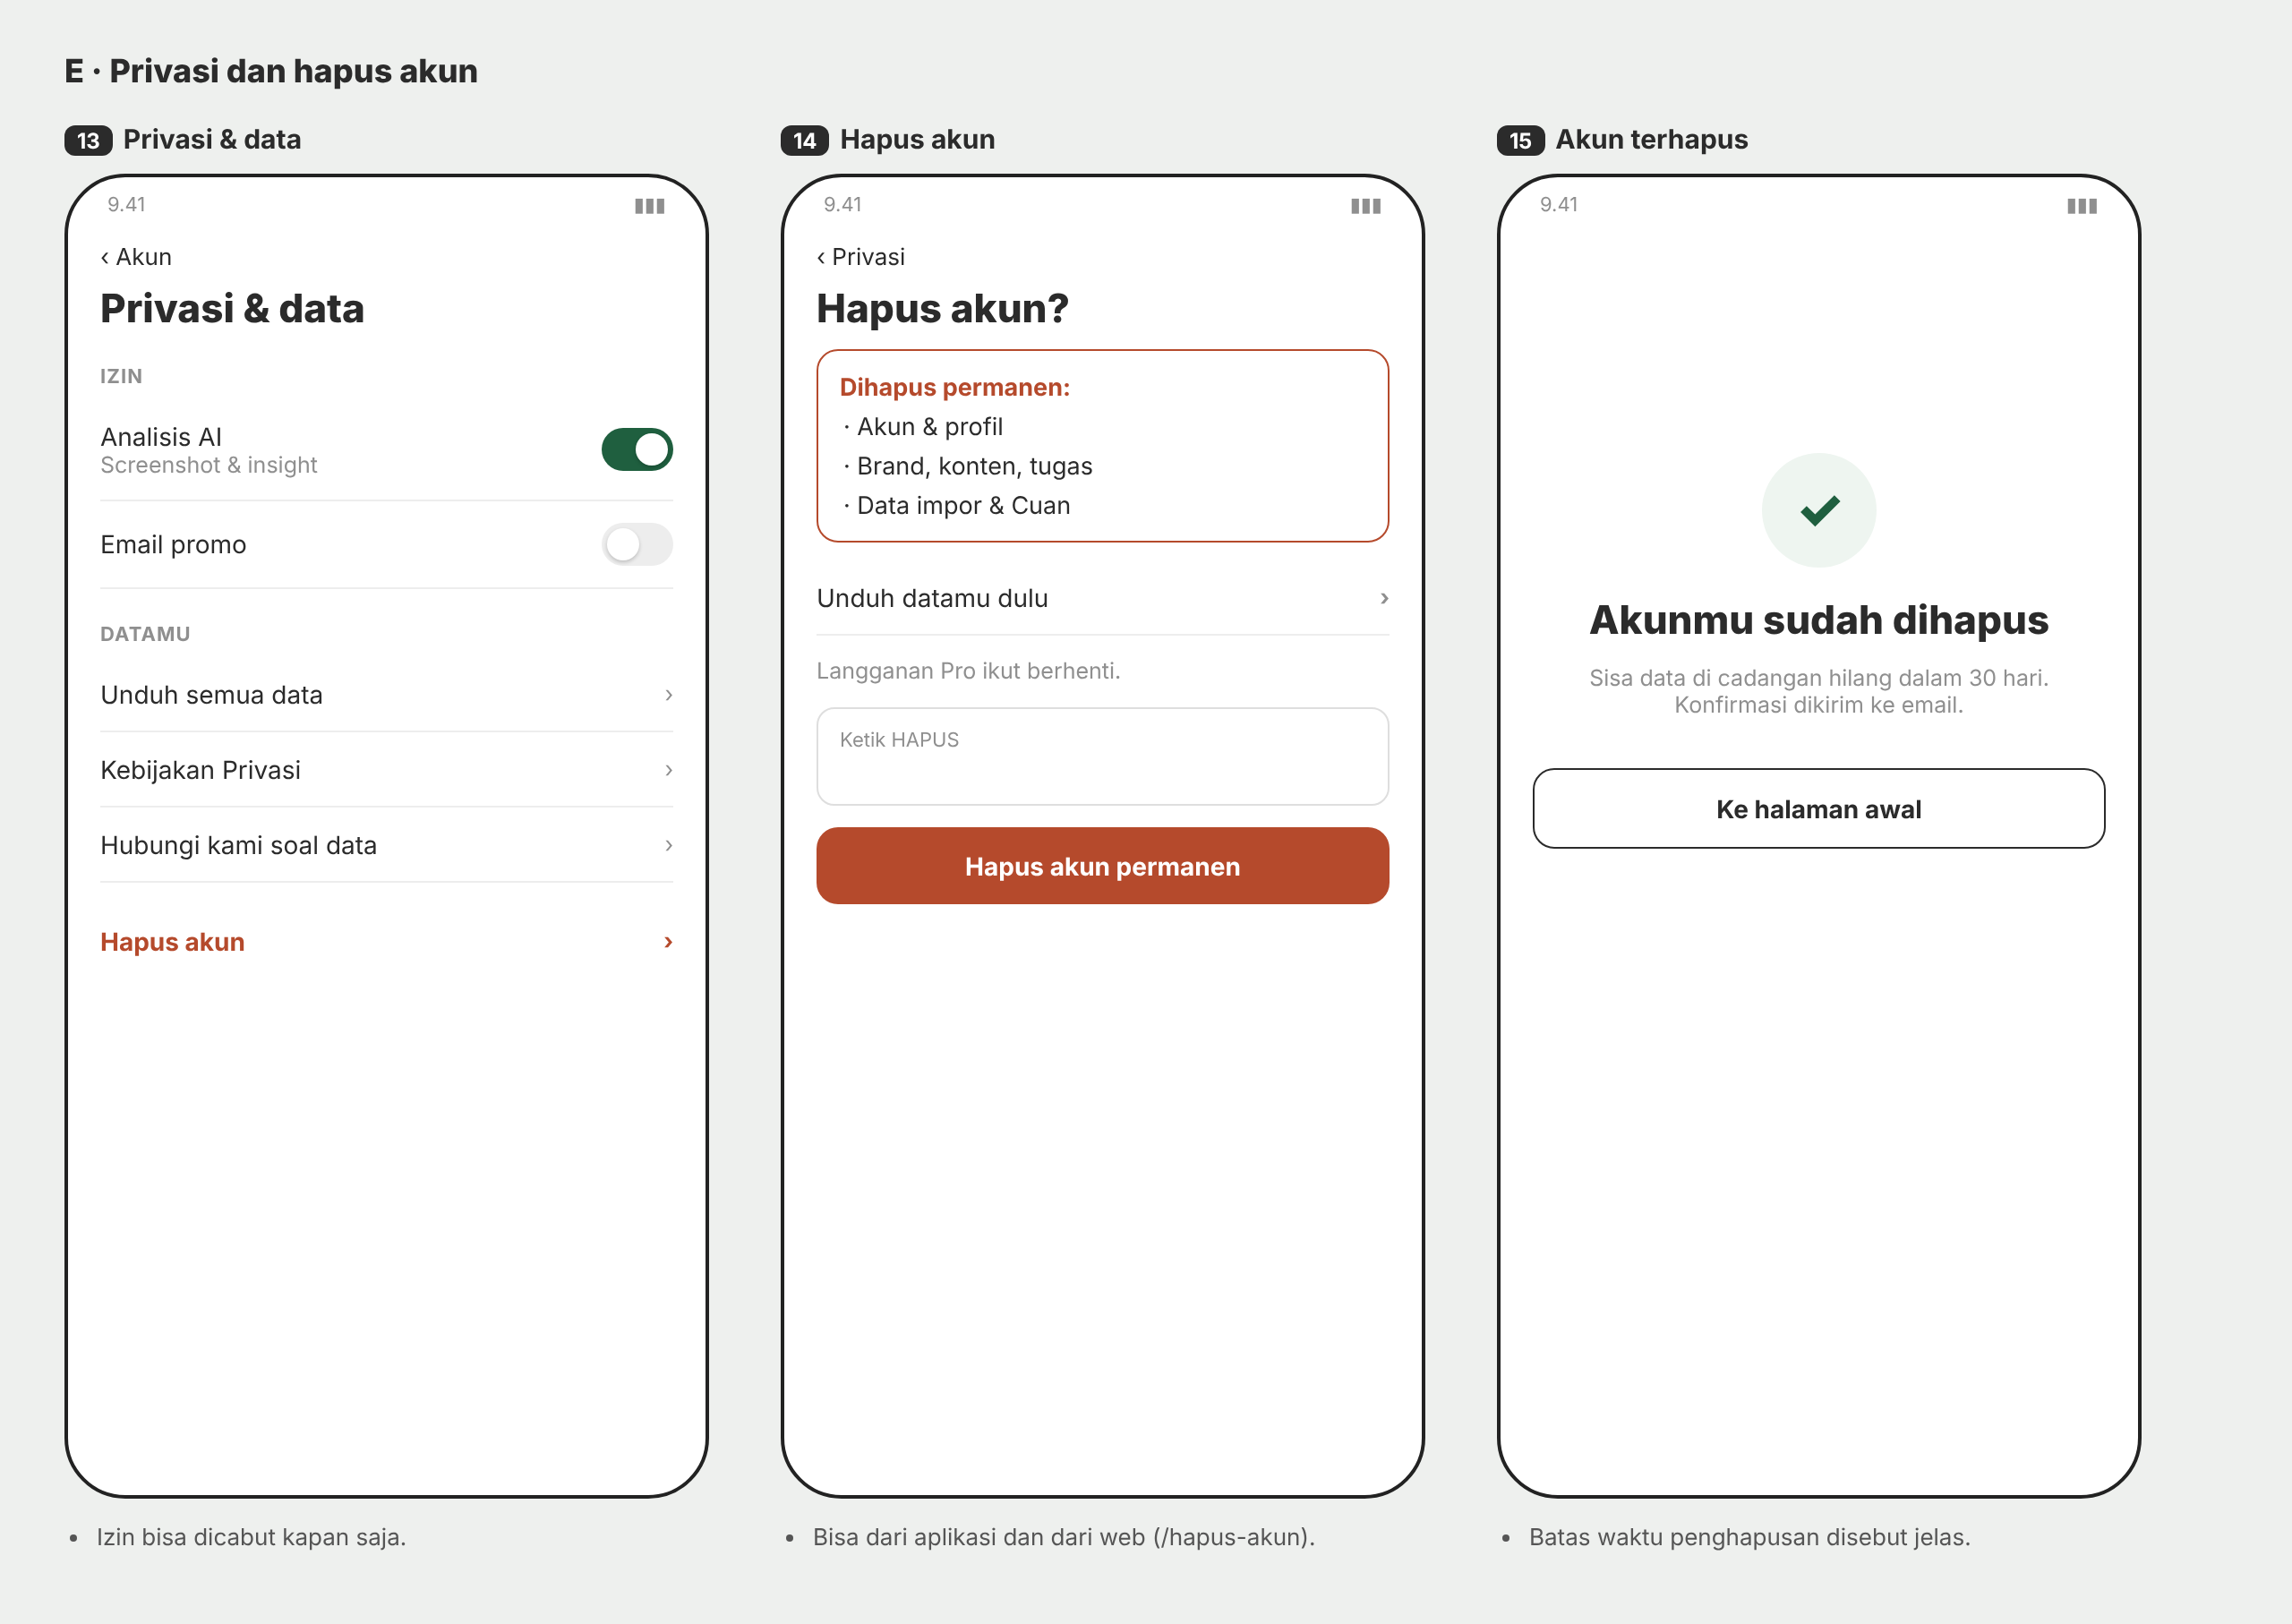 E · Privasi dan hapus akun
13 Privasi & data
9.41
‹ Akun
Privasi & data
IZIN
Analisis AI
Screenshot & insight
Email promo
DATAMU
Unduh semua data ›
Kebijakan Privasi ›
Hubungi kami soal data ›
Hapus akun ›
• Izin bisa dicabut kapan saja.
14 Hapus akun
9.41
‹ Privasi
Hapus akun?
Dihapus permanen:
· Akun & profil
· Brand, konten, tugas
· Data impor & Cuan
Unduh datamu dulu ›
Langganan Pro ikut berhenti.
Ketik HAPUS
Hapus akun permanen
• Bisa dari aplikasi dan dari web (/hapus-akun).
15 Akun terhapus
9.41
Akunmu sudah dihapus
Sisa data di cadangan hilang dalam 30 hari.
Konfirmasi dikirim ke email.
Ke halaman awal
• Batas waktu penghapusan disebut jelas.